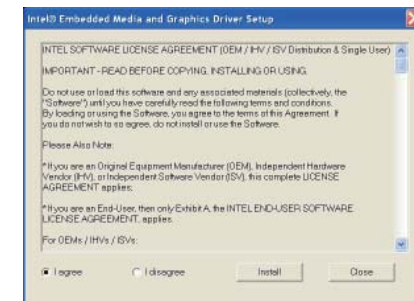 Intel® Embedded Media and Graphics Driver Setup
INTEL SOFTWARE LICENSE AGREEMENT (OEM / IHV / ISV Distribution & Single User)
IMPORTANT - READ BEFORE COPYING, INSTALLING OR USING.
Do not use or load this software and any associated materials (collectively, the
"Software") until you have carefully read the following terms and conditions.
By loading or using the Software, you agree to the terms of this Agreement. If
you do not wish to so agree, do not install or use the Software.
Please Also Note:
*If you are an Original Equipment Manufacturer (OEM), Independent Hardware
Vendor (IHV), or Independent Software Vendor (ISV), this complete LICENSE
AGREEMENT applies;
*If you are an End-User, then only Exhibit A, the INTEL END-USER SOFTWARE
LICENSE AGREEMENT, applies.
For OEMs / IHVs / ISVs:
I agree
I disagree
Install
Close